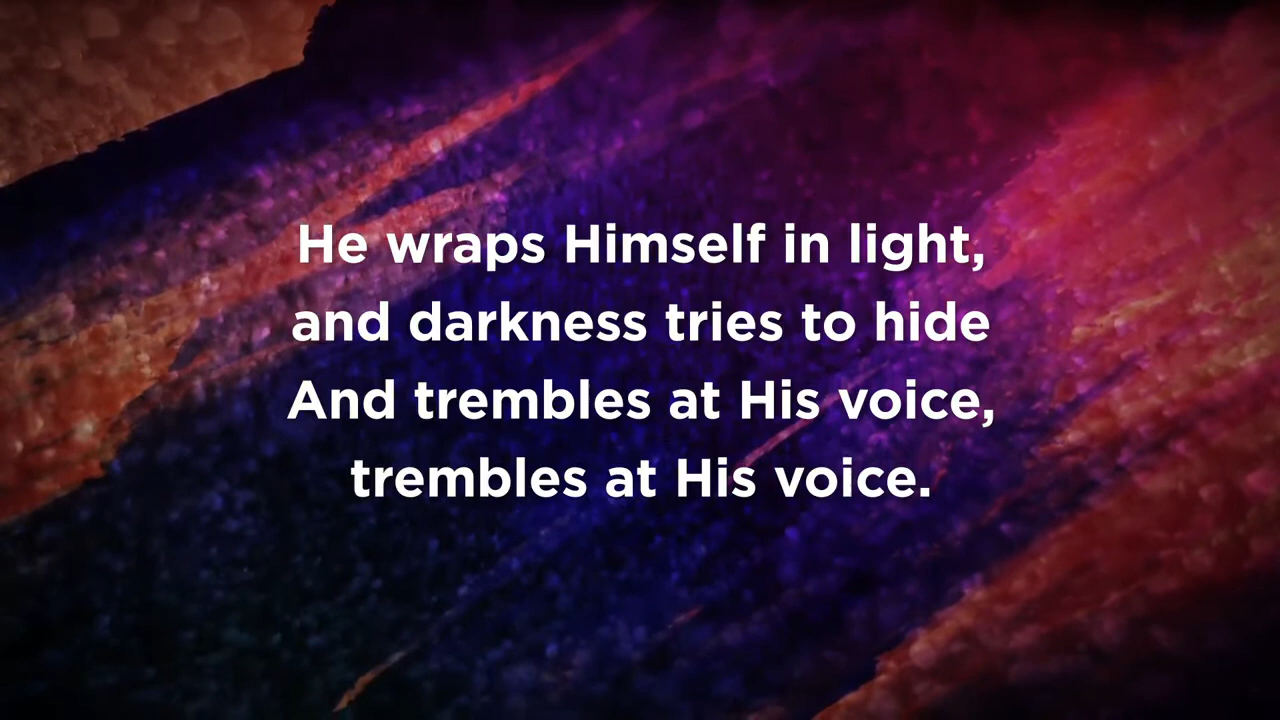 He wraps Himself in light,
and darkness tries to hide
And trembles at His voice,
trembles at His voice.